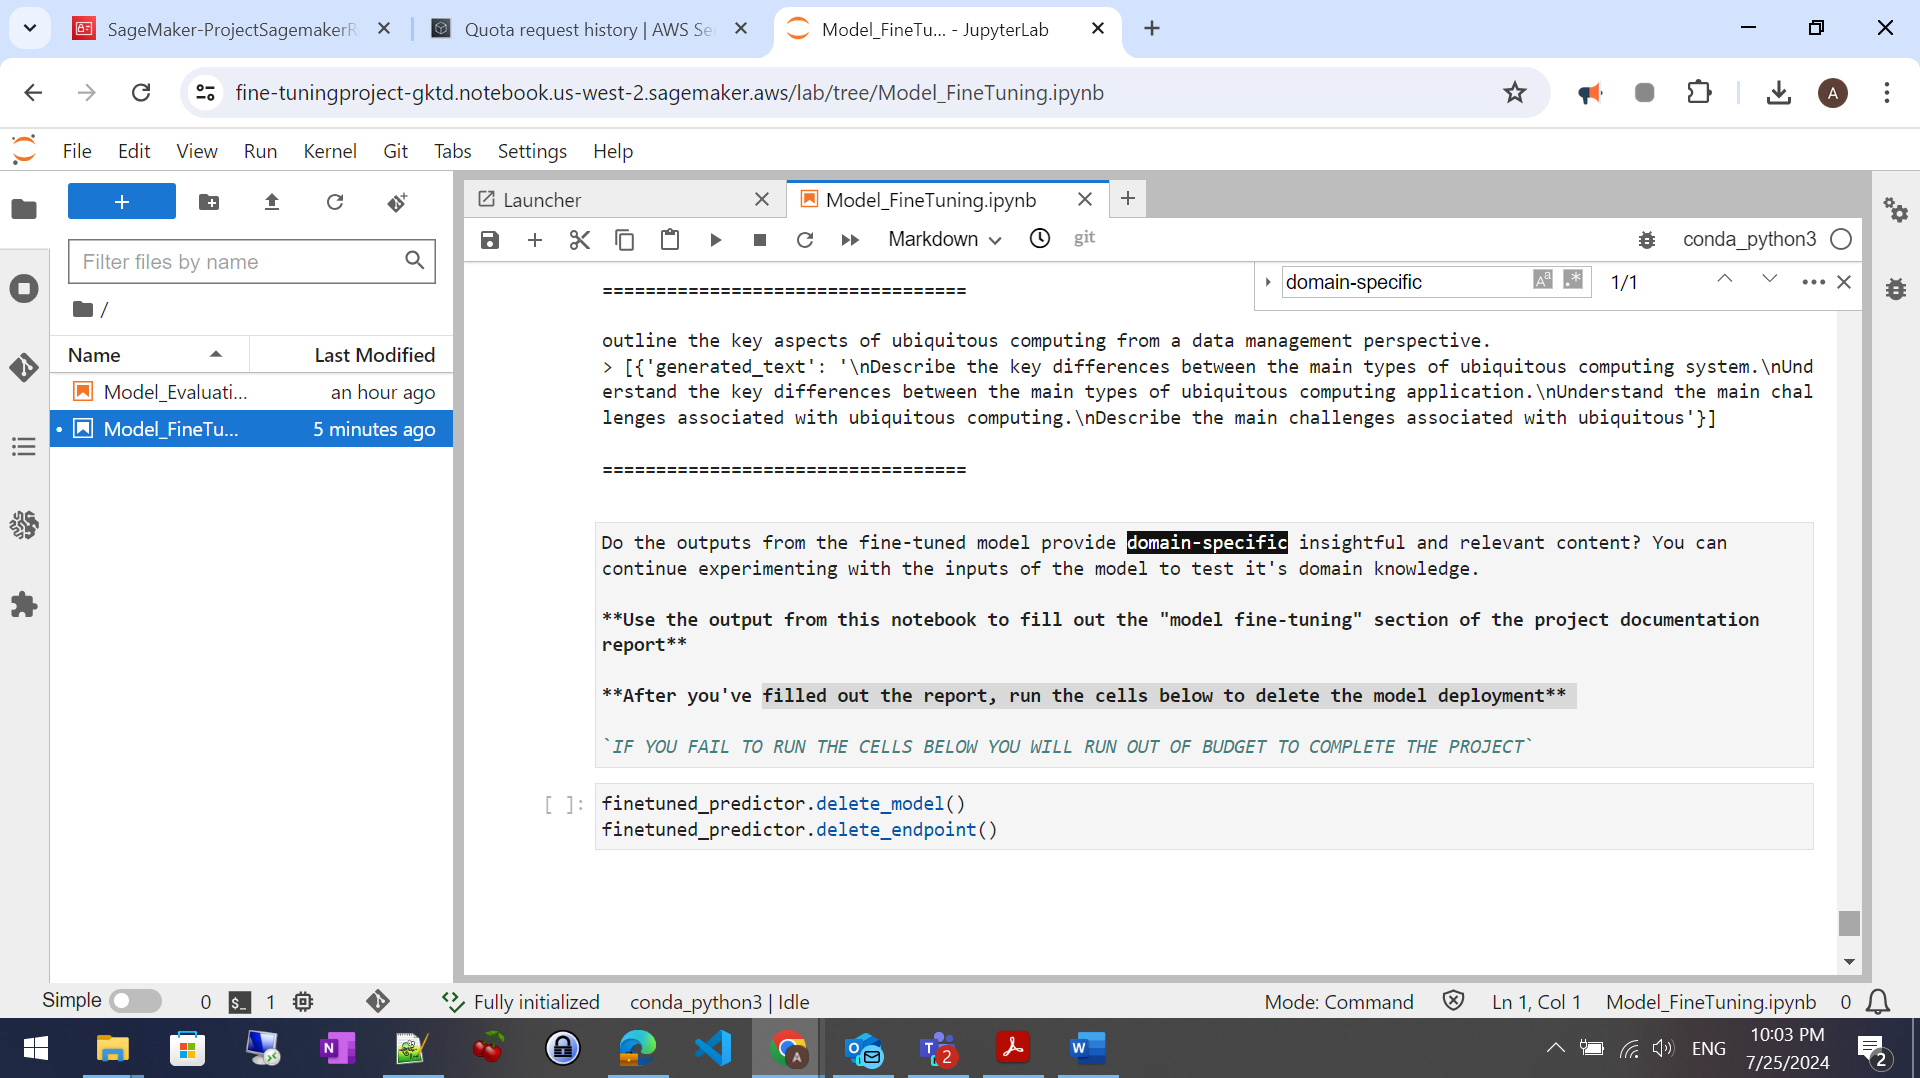 SageMaker-ProjectSagemakerR
Quota request history | AWS Se
Model_FineTu... - JupyterLab
fine-tuningproject-gktd.notebook.us-west-2.sagemaker.aws/lab/tree/Model_FineTuning.ipynb
A
File Edit View Run Kernel Git Tabs Settings Help
Launcher
Model_FineTuning.ipynb
Markdown
git
conda_python3
Filter files by name
/
Name Last Modified
Model_Evaluati... an hour ago
Model_FineTu... 5 minutes ago
domain-specific
1/1
==================================
outline the key aspects of ubiquitous computing from a data management perspective.
> [{'generated_text': '\nDescribe the key differences between the main types of ubiquitous computing system.\nUnd
erstand the key differences between the main types of ubiquitous computing application.\nUnderstand the main chal
lenges associated with ubiquitous computing.\nDescribe the main challenges associated with ubiquitous'}]
==================================
Do the outputs from the fine-tuned model provide domain-specific insightful and relevant content? You can
continue experimenting with the inputs of the model to test it's domain knowledge.
**Use the output from this notebook to fill out the "model fine-tuning" section of the project documentation
report**
**After you've filled out the report, run the cells below to delete the model deployment**
`IF YOU FAIL TO RUN THE CELLS BELOW YOU WILL RUN OUT OF BUDGET TO COMPLETE THE PROJECT`
[ ]:
finetuned_predictor.delete_model()
finetuned_predictor.delete_endpoint()
Simple 0 1 Fully initialized conda_python3 | Idle Mode: Command Ln 1, Col 1 Model_FineTuning.ipynb 0
ENG
10:03 PM
7/25/2024
2
2